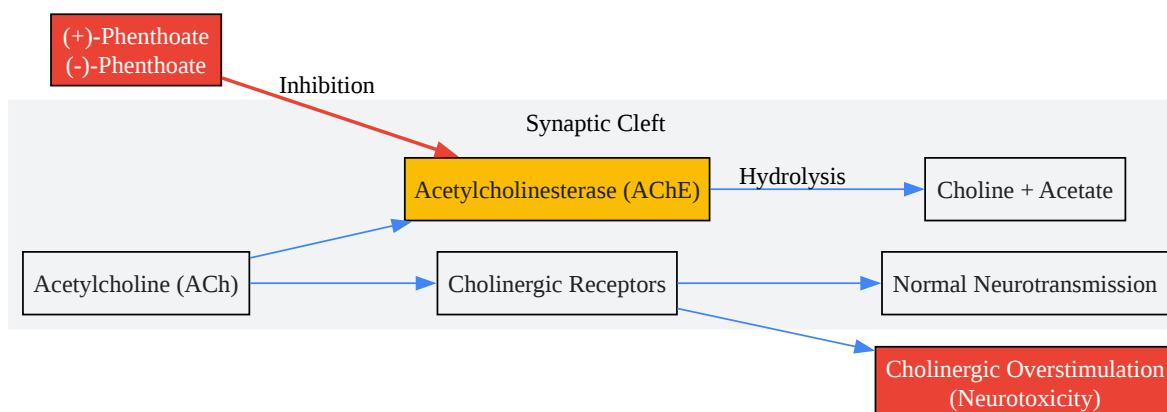 (+)-Phenthoate
(-)-Phenthoate
Inhibition
Synaptic Cleft
Acetylcholinesterase (AChE)
Hydrolysis
Choline + Acetate
Acetylcholine (ACh)
Cholinergic Receptors
Normal Neurotransmission
Cholinergic Overstimulation
(Neurotoxicity)